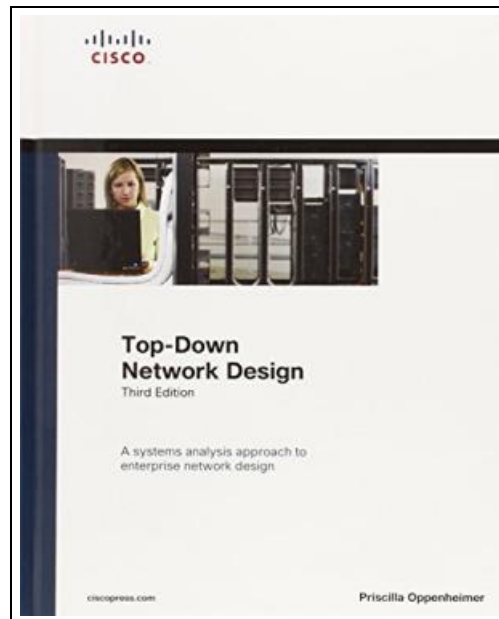 CISCO
Top-Down
Network Design
Third Edition
A systems analysis approach to
enterprise network design
ciscopress.com
Priscilla Oppenheimer